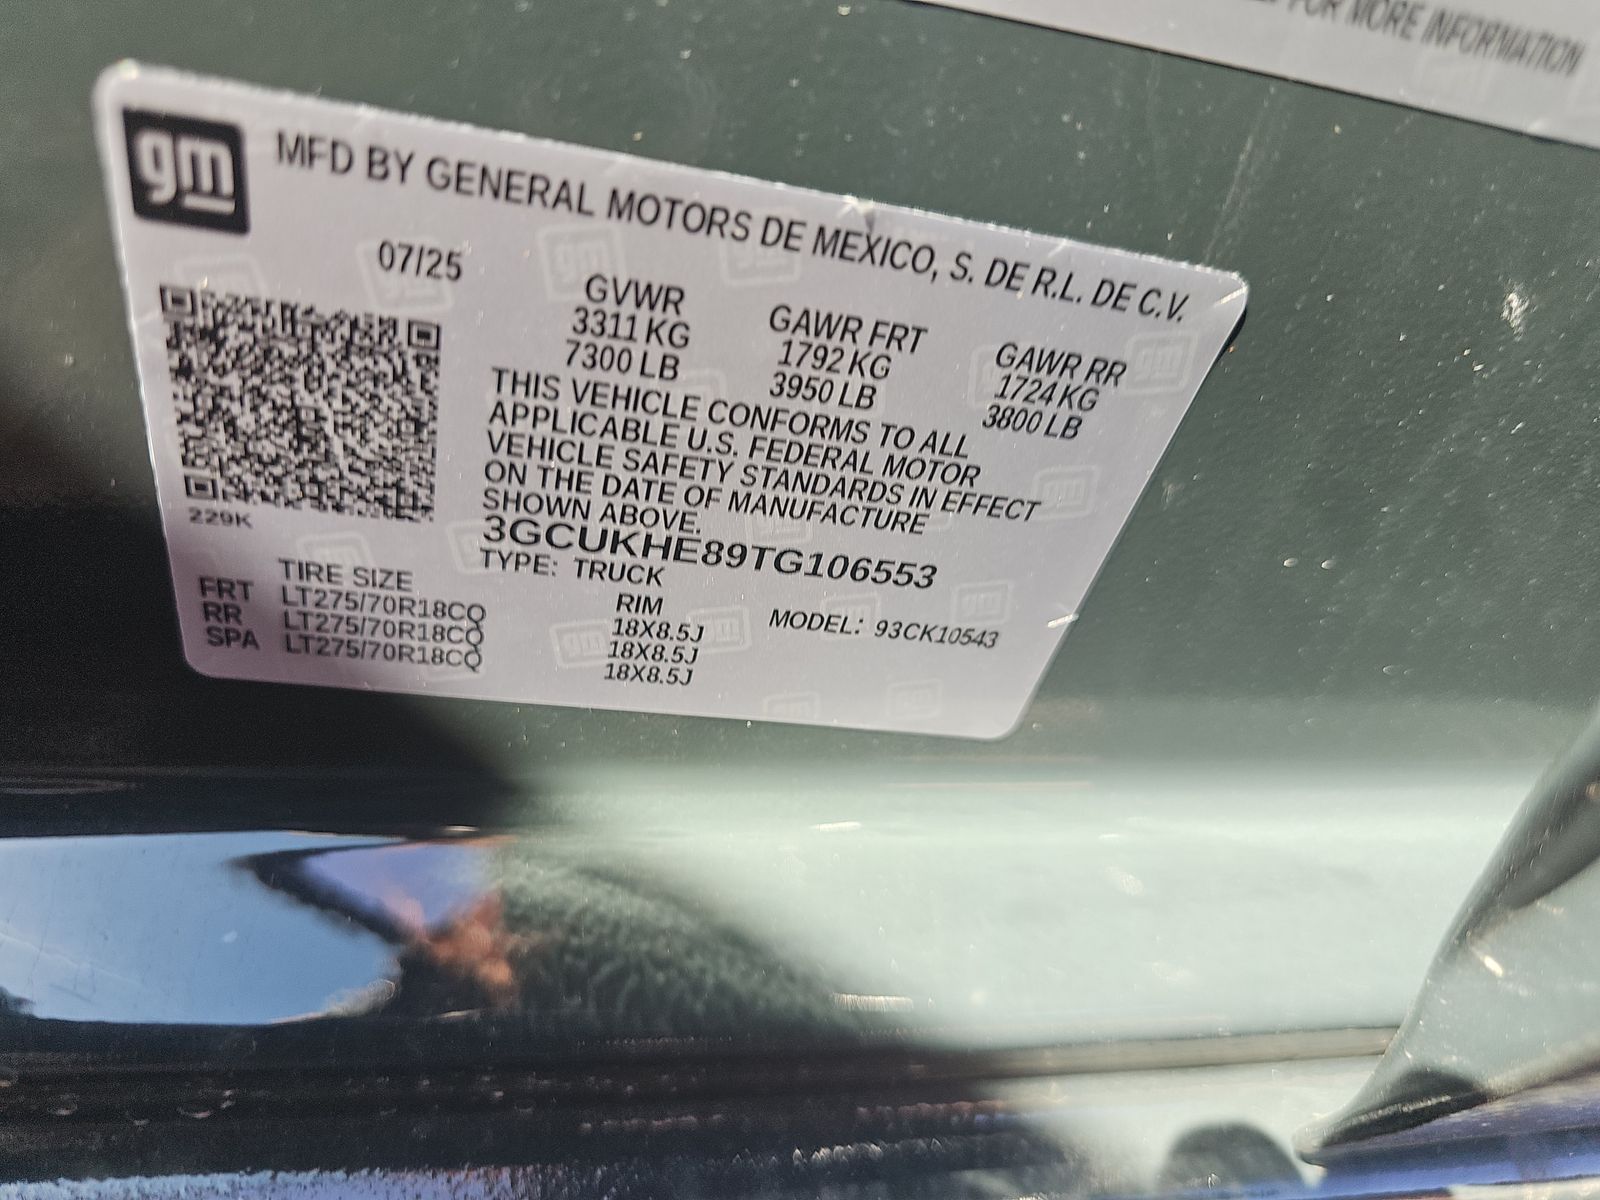 FOR MORE INFORMATION
gm
MFD BY GENERAL MOTORS DE MEXICO, S. DE R.L. DE C.V.
07/25
GVWR
3311 KG
7300 LB
GAWR FRT
1792 KG
3950 LB
GAWR RR
1724 KG
3800 LB
THIS VEHICLE CONFORMS TO ALL
APPLICABLE U.S. FEDERAL MOTOR
VEHICLE SAFETY STANDARDS IN EFFECT
ON THE DATE OF MANUFACTURE
SHOWN ABOVE.
3GCUKHE89TG106553
229K
TYPE: TRUCK
MODEL: 93CK10543
TIRE SIZE RIM
FRT LT275/70R18CQ 18X8.5J
RR LT275/70R18CQ 18X8.5J
SPA LT275/70R18CQ 18X8.5J